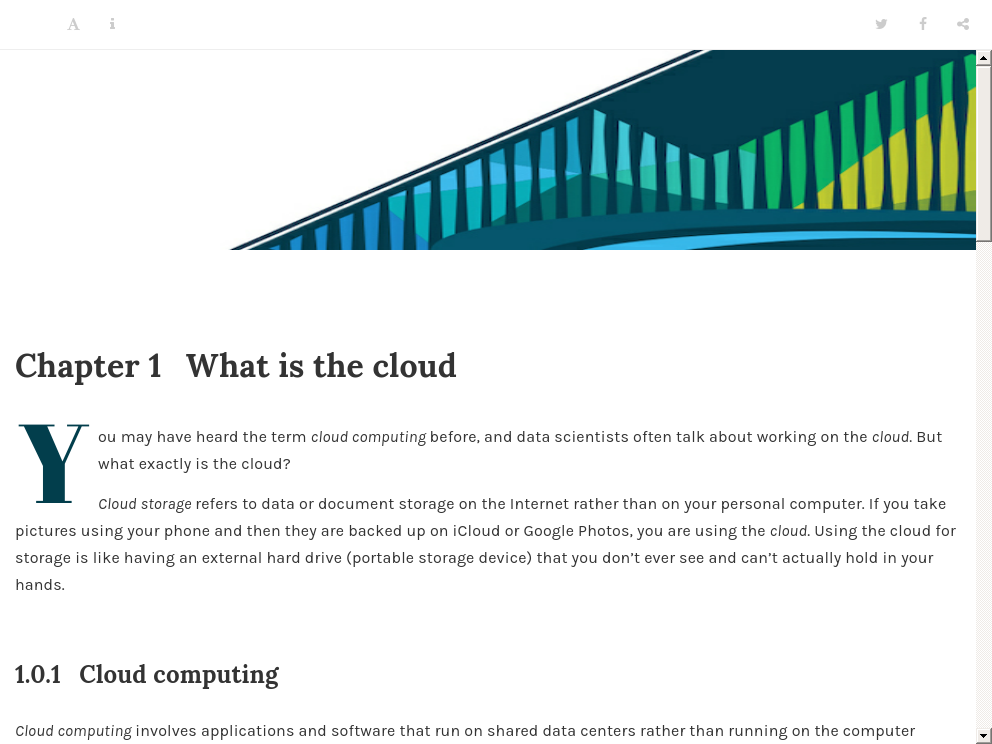 Chapter 1 What is the cloud
You may have heard the term cloud computing before, and data scientists often talk about working on the cloud. But
what exactly is the cloud?
Cloud storage refers to data or document storage on the Internet rather than on your personal computer. If you take
pictures using your phone and then they are backed up on iCloud or Google Photos, you are using the cloud. Using the cloud for
storage is like having an external hard drive (portable storage device) that you don’t ever see and can’t actually hold in your
hands.
1.0.1 Cloud computing
Cloud computing involves applications and software that run on shared data centers rather than running on the computer